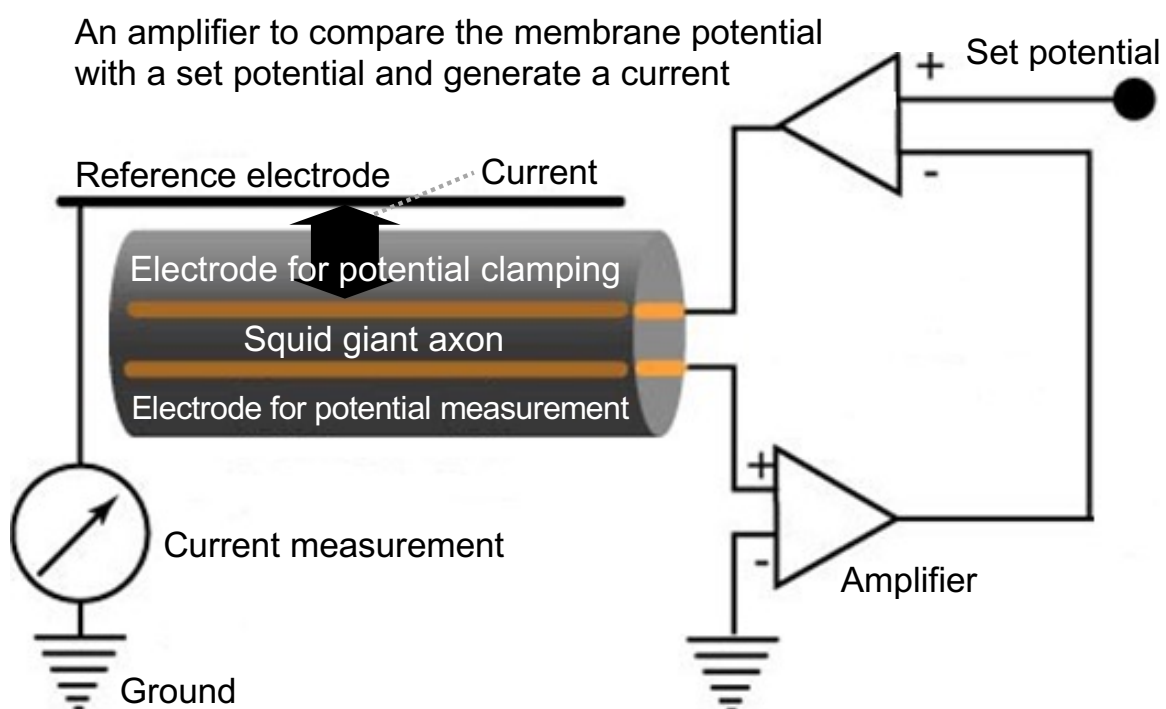 An amplifier to compare the membrane potential
with a set potential and generate a current
+
Set potential
-
Reference electrode
Current
Electrode for potential clamping
Squid giant axon
Electrode for potential measurement
+
-
Current measurement
Amplifier
Ground